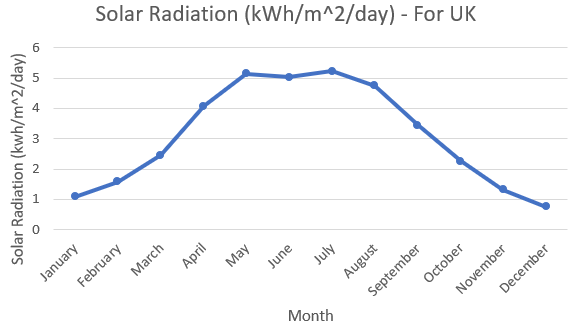 Solar Radiation (kWh/m^2/day) - For UK
Solar Radiation (kwh/m^2/day)
6
5
4
3
2
1
0
January
February
March
April
May
June
July
August
September
October
November
December
Month